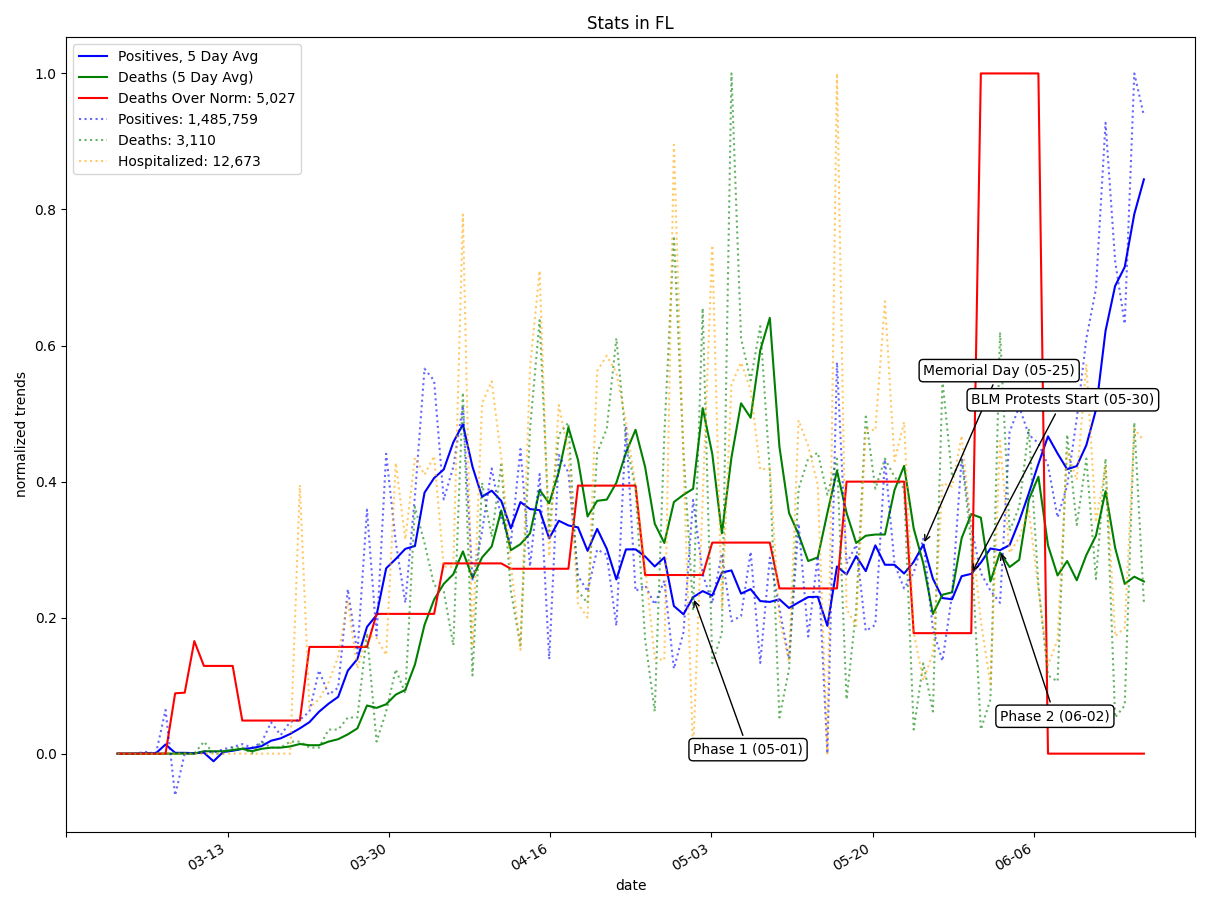 Stats in FL
Positives, 5 Day Avg
Deaths (5 Day Avg)
Deaths Over Norm: 5,027
Positives: 1,485,759
Deaths: 3,110
Hospitalized: 12,673
1.0
0.8
0.6
0.4
0.2
0.0
normalized trends
Memorial Day (05-25)
BLM Protests Start (05-30)
Phase 2 (06-02)
Phase 1 (05-01)
03-13
03-30
04-16
05-03
05-20
06-06
date